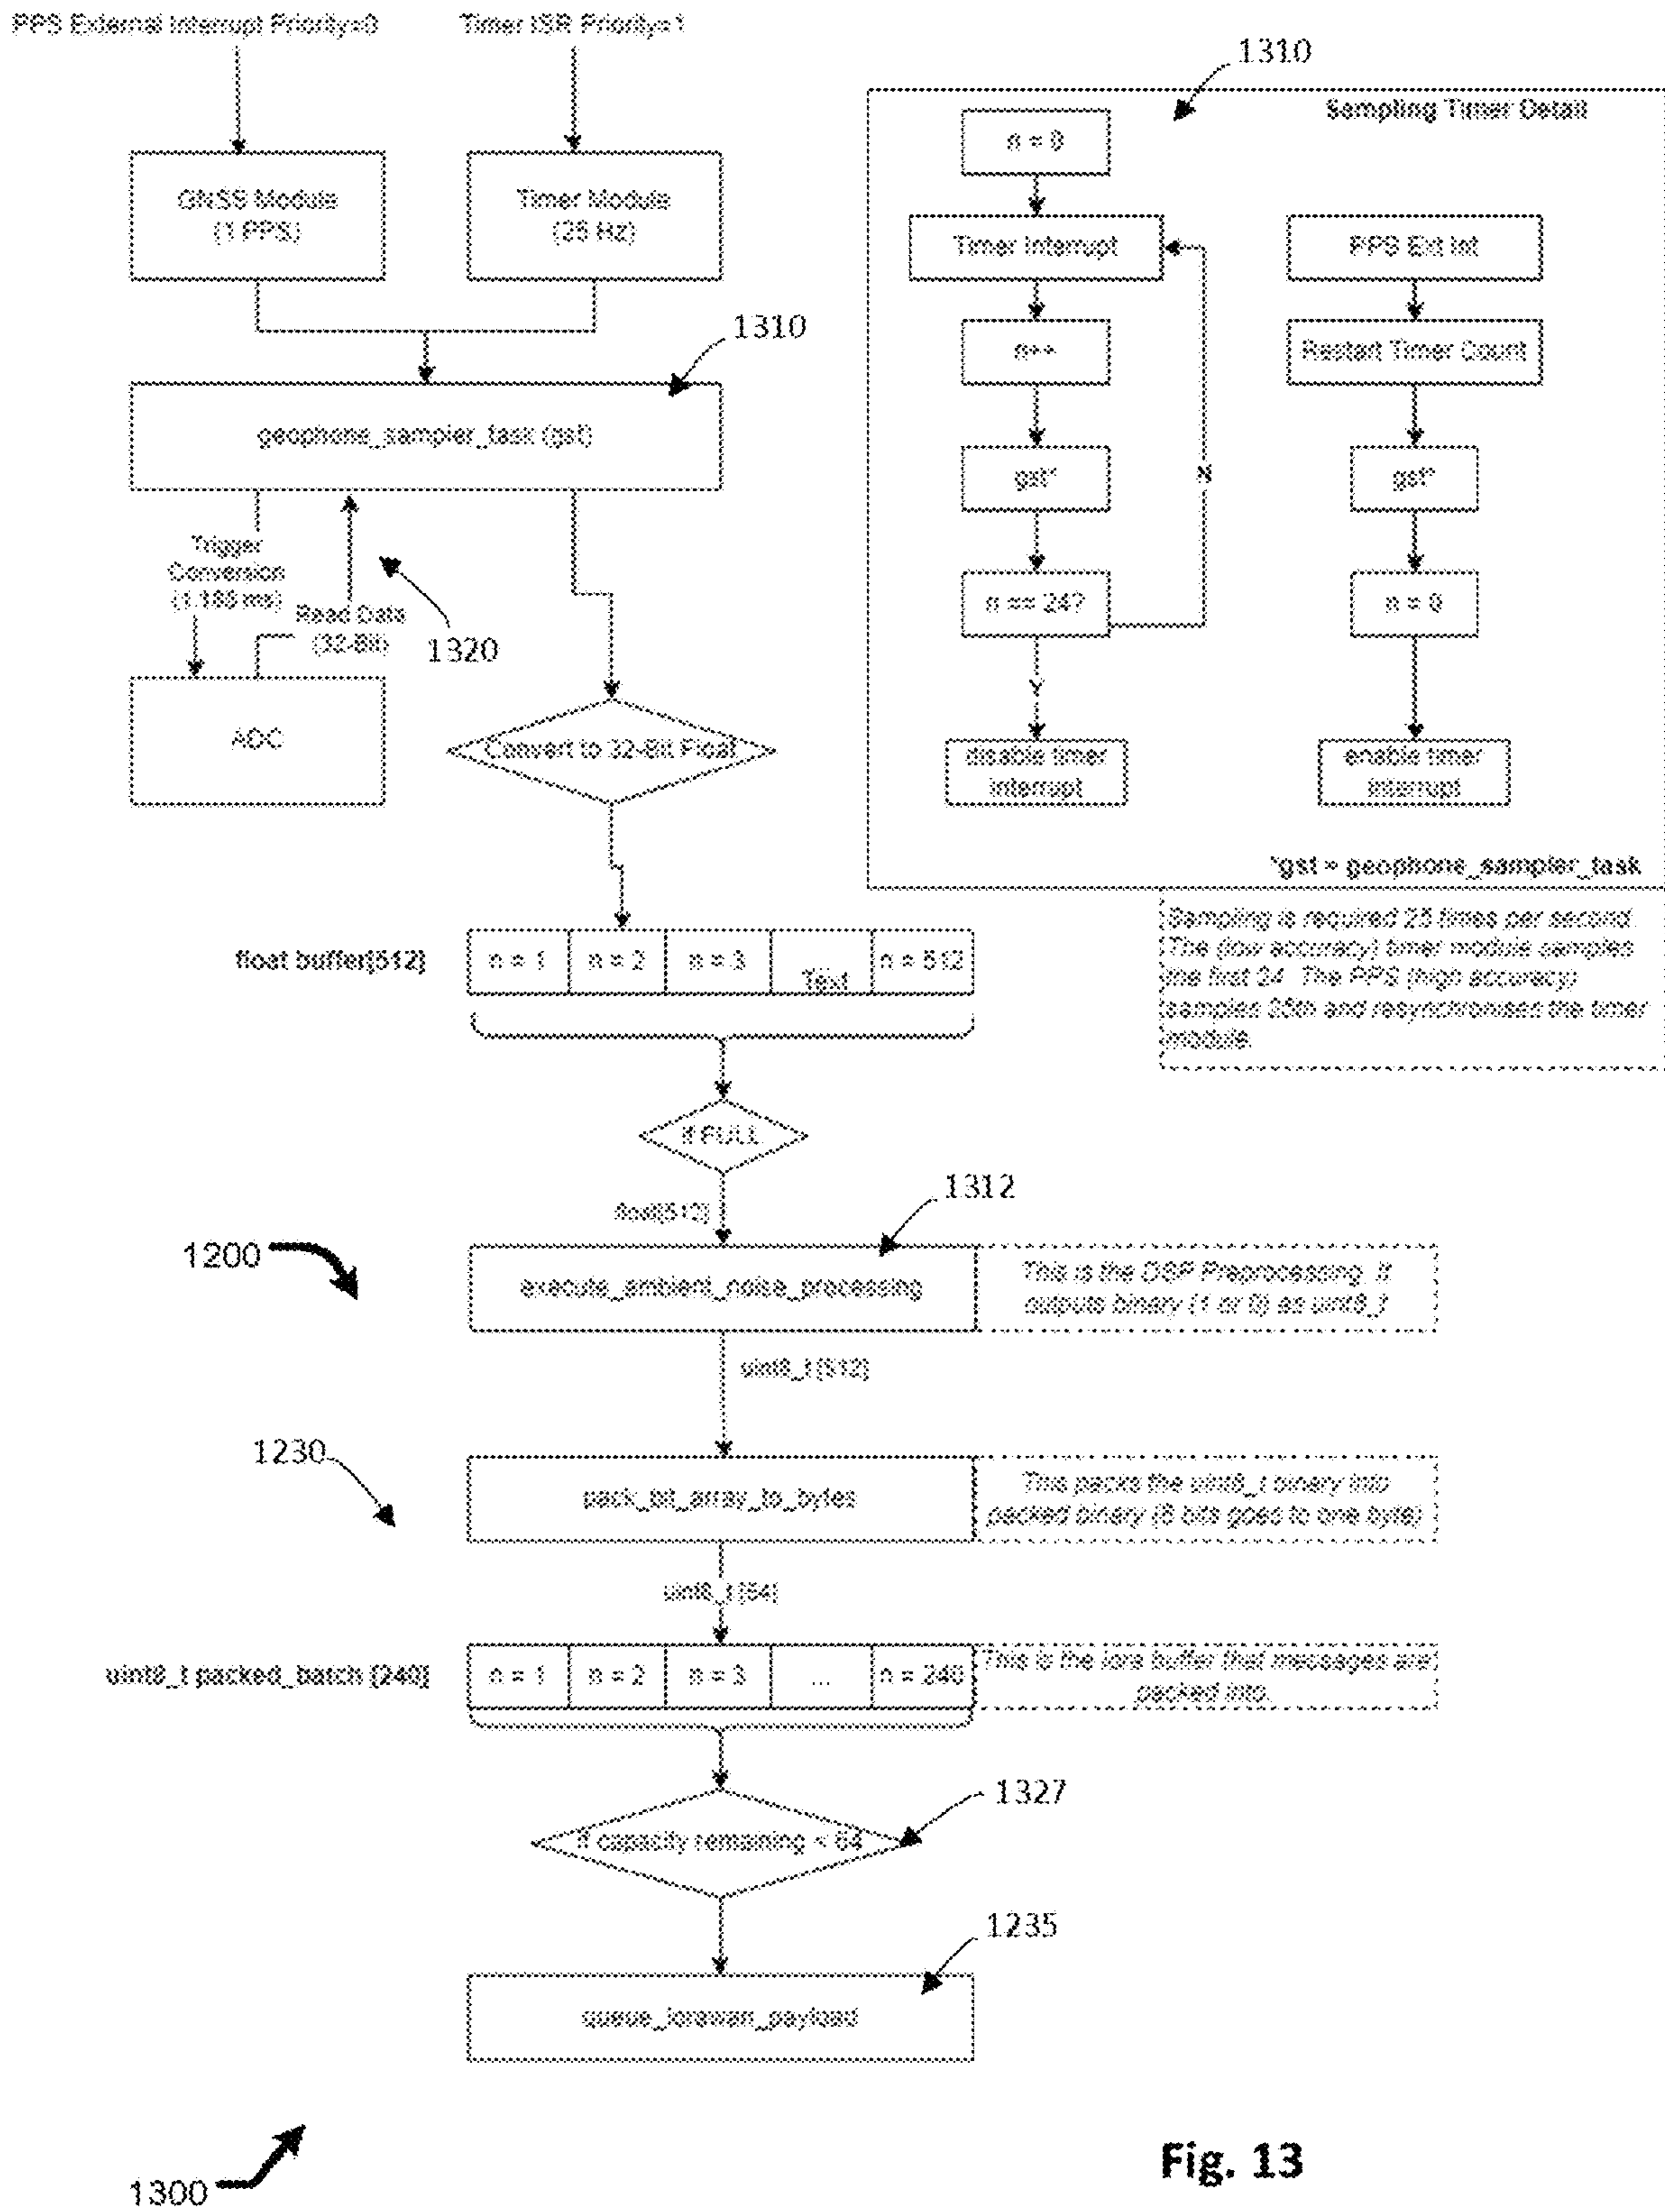 PPS External Interrupt Priority=0
Timer ISR Priority=1
1310
Sampling Timer Detail
n = 0
GNSS Module
(1 PPS)
Timer Module
(25 Hz)
Timer Interrupt
PPS Ext Int
1310
n++
Restart Timer Count
geophone_sampler_task (gst)
gst*
gst*
N
Trigger
Conversion
(1.188 ms)
Read Data
(32-Bit)
1320
n == 24?
n = 0
Y
ADC
Convert to 32-Bit Float
disable timer
interrupt
enable timer
interrupt
*gst = geophone_sampler_task
Sampling is required 25 times per second.
The (low accuracy) timer module samples
the first 24. The PPS (high accuracy)
samples 25th and resynchronises the timer
module.
float buffer[512]
n = 1
n = 2
n = 3
...
Text
n = 512
If FULL
1312
float[512]
1200
execute_ambient_noise_processing
This is the DSP Preprocessing. It
outputs binary (1 or 0) as uint8_t
uint8_t [512]
1230
pack_bit_array_to_bytes
This packs the uint8_t binary into
packed binary (8 bits goes to one byte)
uint8_t [64]
uint8_t packed_batch [240]
n = 1
n = 2
n = 3
...
n = 240
This is the lora buffer that messages are
packed into.
1327
If capacity remaining < 64
1235
queue_lorawan_payload
1300
Fig. 13